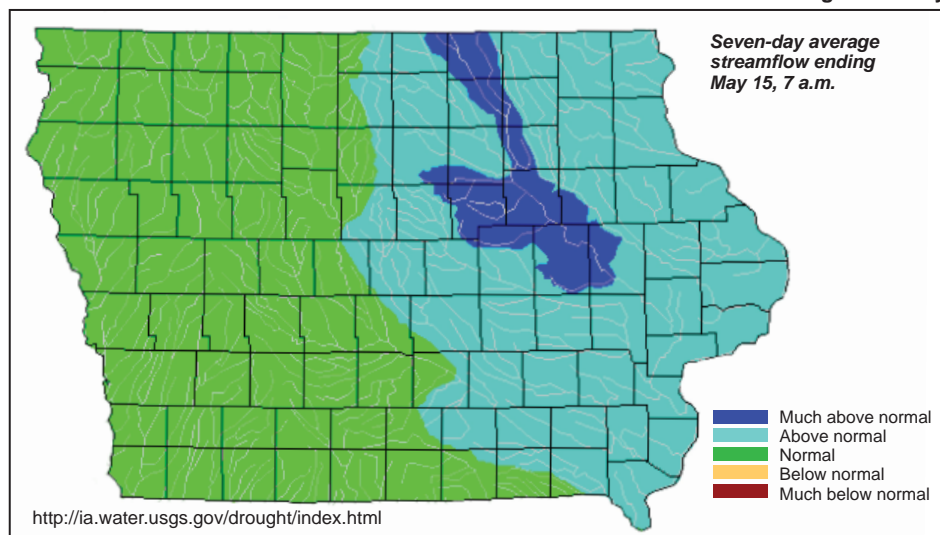 Seven-day average
streamflow ending
May 15, 7 a.m.
Much above normal
Above normal
Normal
Below normal
Much below normal
http://ia.water.usgs.gov/drought/index.html